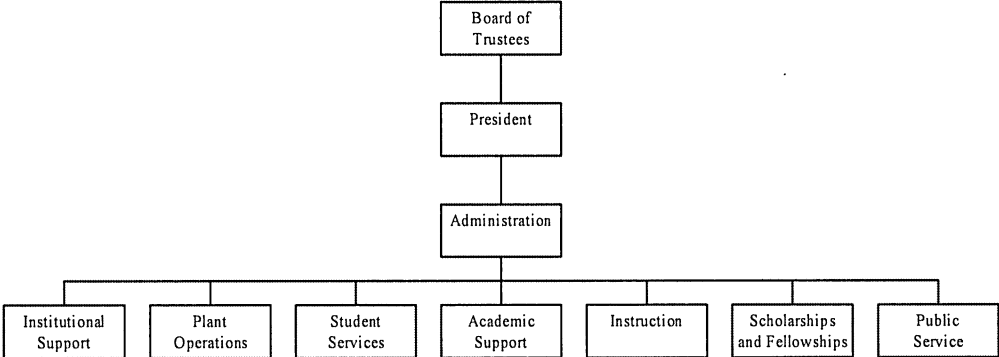 Board of
Trustees
President
Administration
Institutional
Support
Plant
Operations
Student
Services
Academic
Support
Instruction
Scholarships
and Fellowships
Public
Service